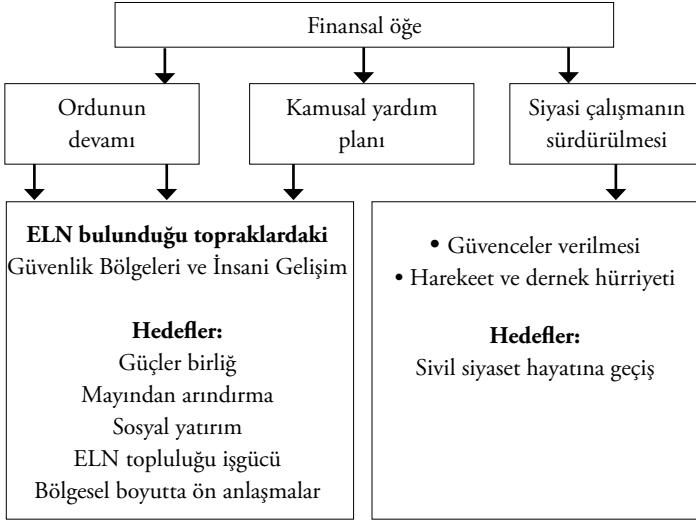 Finansal öğe
Ordunun
devamı
Kamusal yardım
planı
Siyasi çalışmanın
sürdürülmesi
ELN bulunduğu topraklardaki
Güvenlik Bölgeleri ve İnsani Gelişim
Hedefler:
Güçler birliğ
Mayından arındırma
Sosyal yatırım
ELN topluluğu işgücü
Bölgesel boyutta ön anlaşmalar
• Güvenceler verilmesi
• Harekeet ve dernek hürriyeti
Hedefler:
Sivil siyaset hayatına geçiş